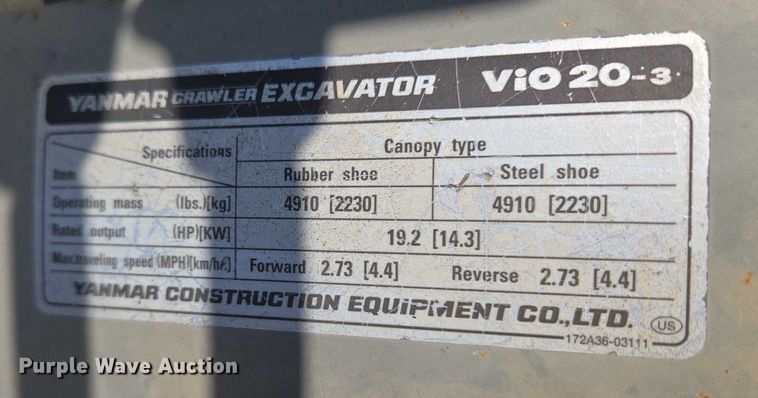 YANMAR CRAWLER EXCAVATOR ViO20-3
Specifications Canopy type
Item Rubber shoe Steel shoe
Operating mass (lbs.)[kg] 4910 [2230] 4910 [2230]
Rated output (HP)[KW] 19.2 [14.3]
Max.traveling speed (MPH)[km/hr.] Forward 2.73 [4.4] Reverse 2.73 [4.4]
YANMAR CONSTRUCTION EQUIPMENT CO.,LTD. US
172A36-03111
Purple Wave Auction